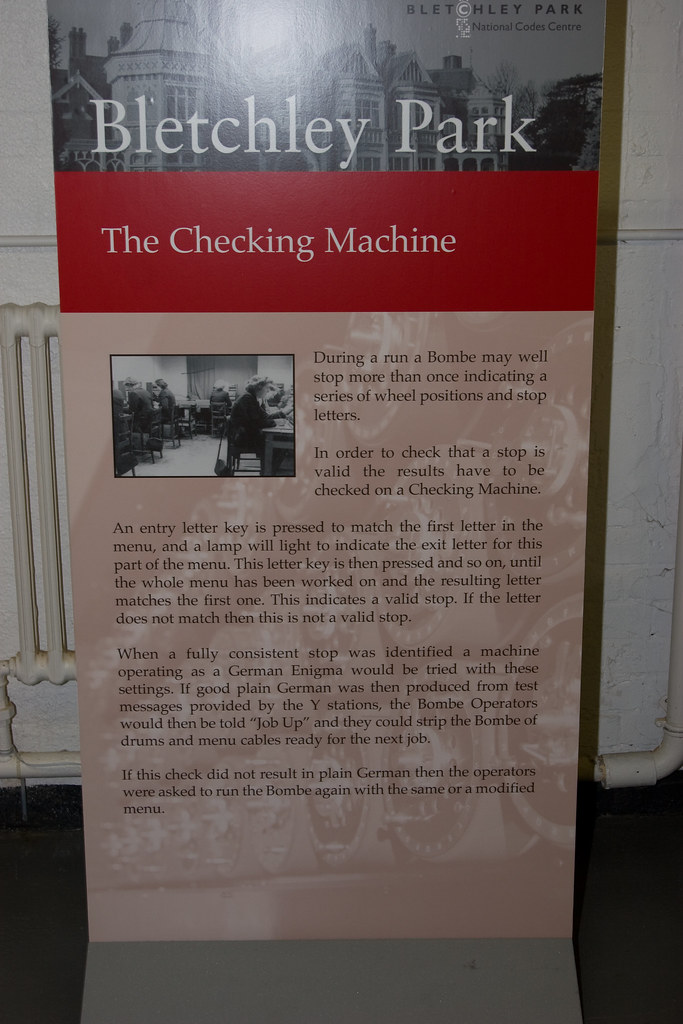 BLETCHLEY PARK
National Codes Centre
Bletchley Park
The Checking Machine
During a run a Bombe may well
stop more than once indicating a
series of wheel positions and stop
letters.
In order to check that a stop is
valid the results have to be
checked on a Checking Machine.
An entry letter key is pressed to match the first letter in the
menu, and a lamp will light to indicate the exit letter for this
part of the menu. This letter key is then pressed and so on, until
the whole menu has been worked on and the resulting letter
matches the first one. This indicates a valid stop. If the letter
does not match then this is not a valid stop.
When a fully consistent stop was identified a machine
operating as a German Enigma would be tried with these
settings. If good plain German was then produced from test
messages provided by the Y stations, the Bombe Operators
would then be told “Job Up” and they could strip the Bombe of
drums and menu cables ready for the next job.
If this check did not result in plain German then the operators
were asked to run the Bombe again with the same or a modified
menu.